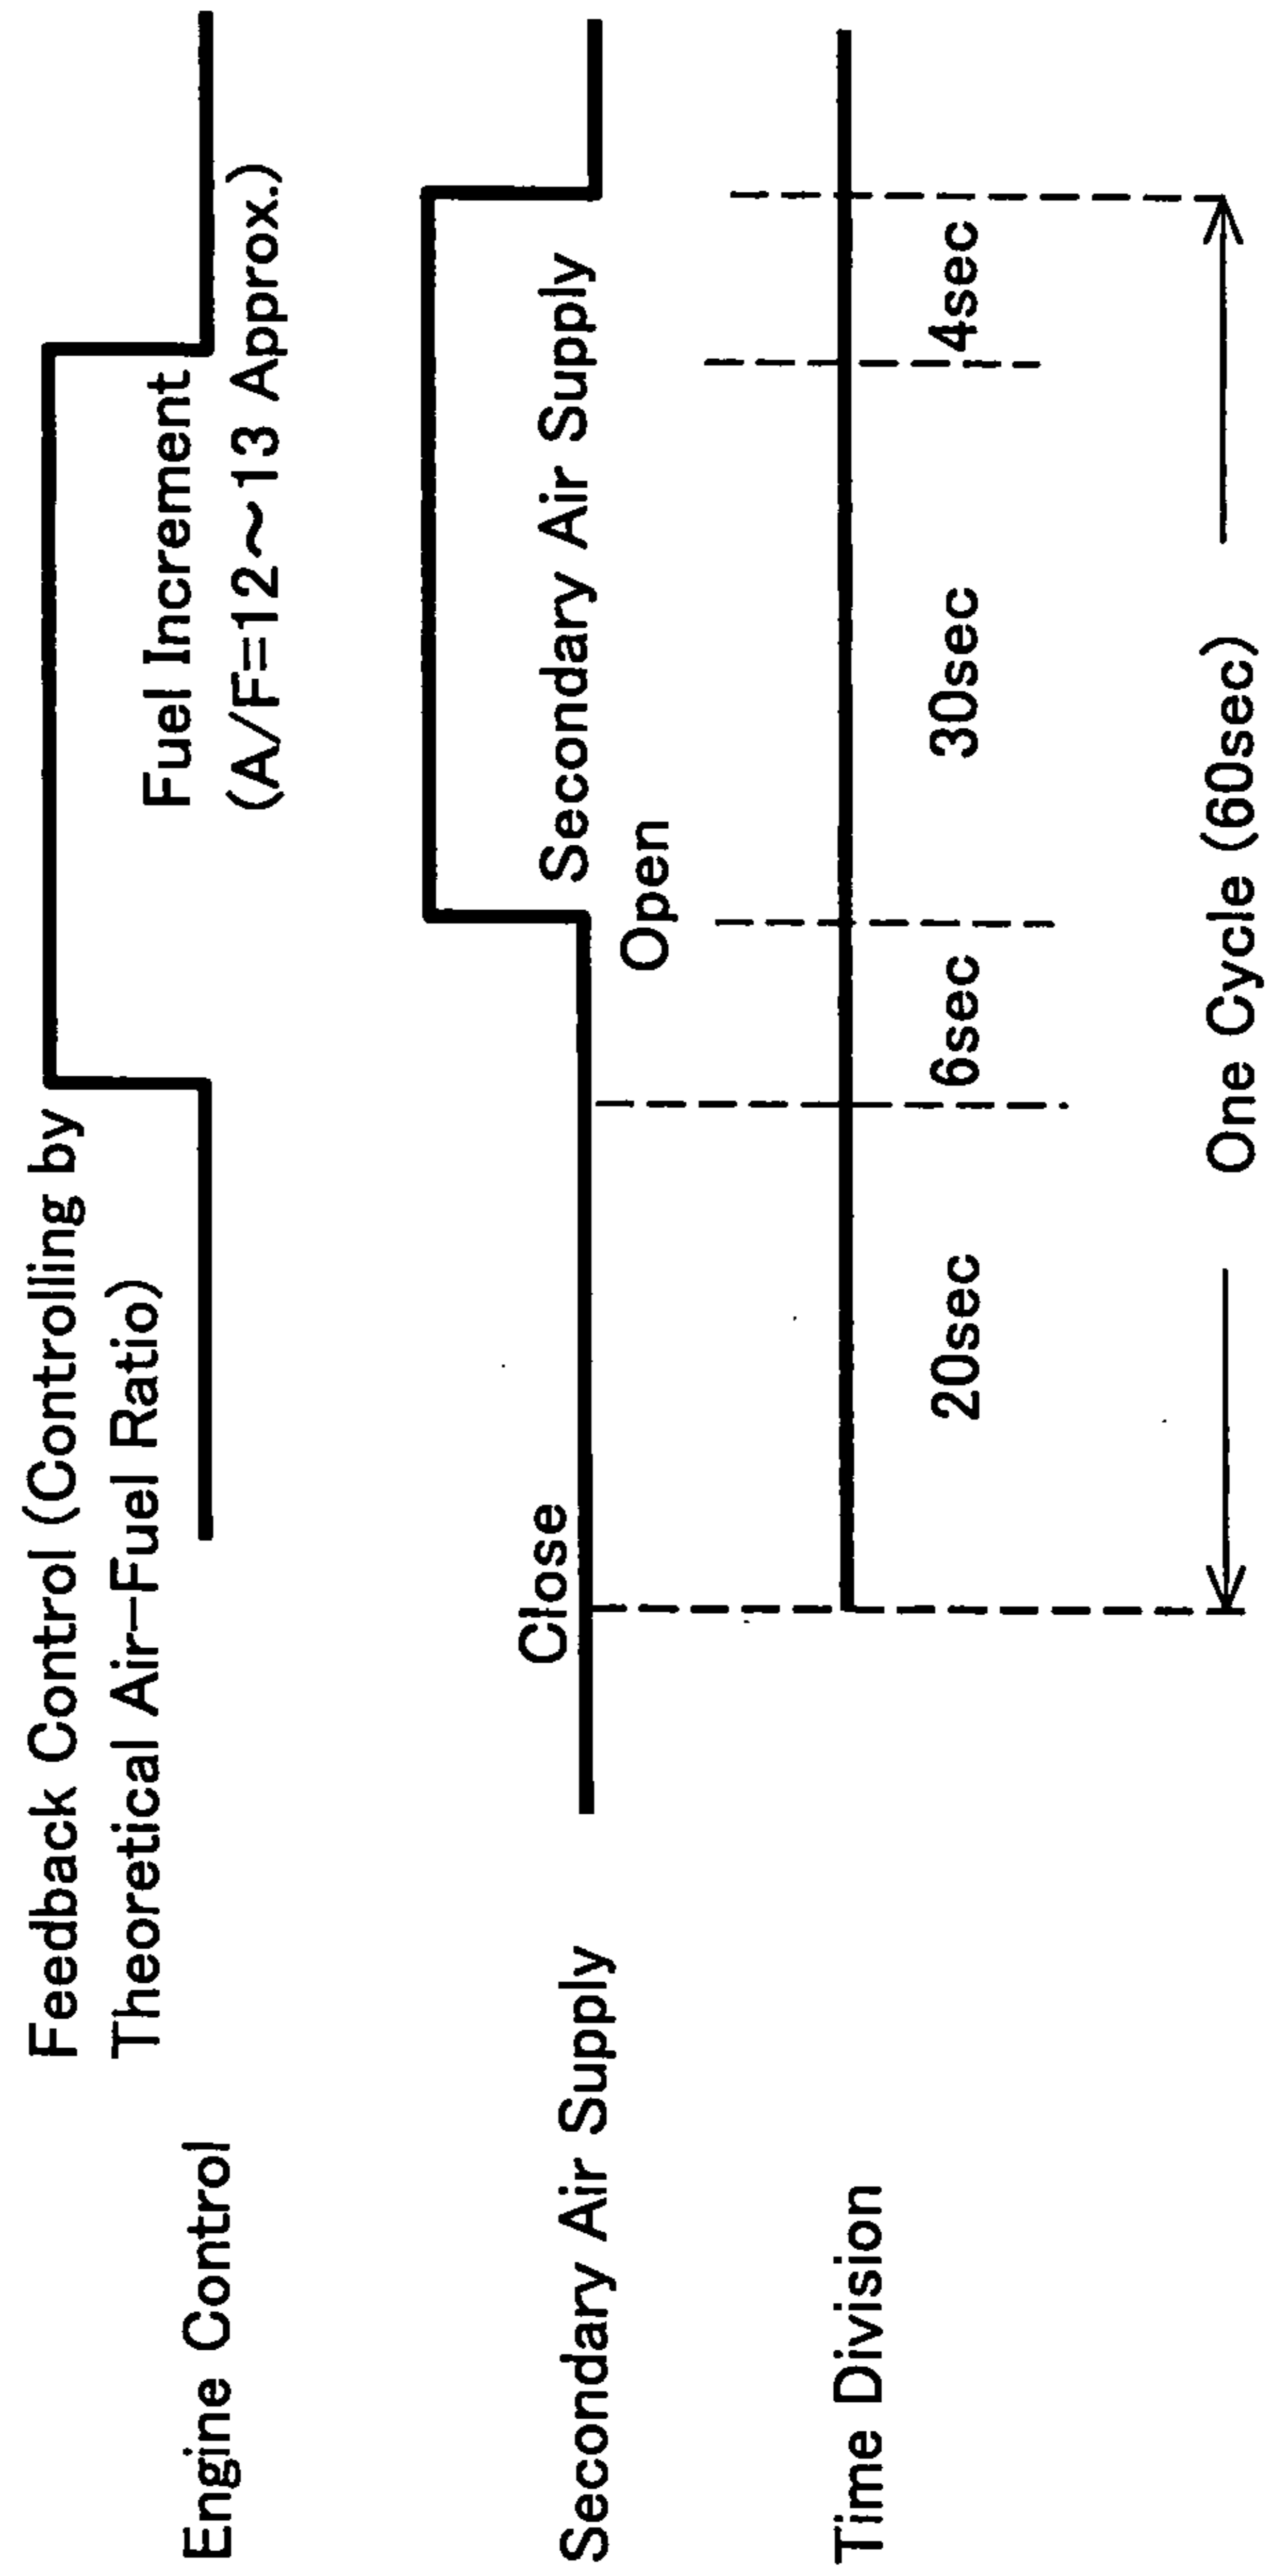 Feedback Control (Controlling by
Theoretical Air-Fuel Ratio)
Engine Control
Fuel Increment
(A/F=12～13 Approx.)
Secondary Air Supply
Close
Secondary Air Supply
Open
Time Division
20sec
6sec
30sec
4sec
One Cycle (60sec)